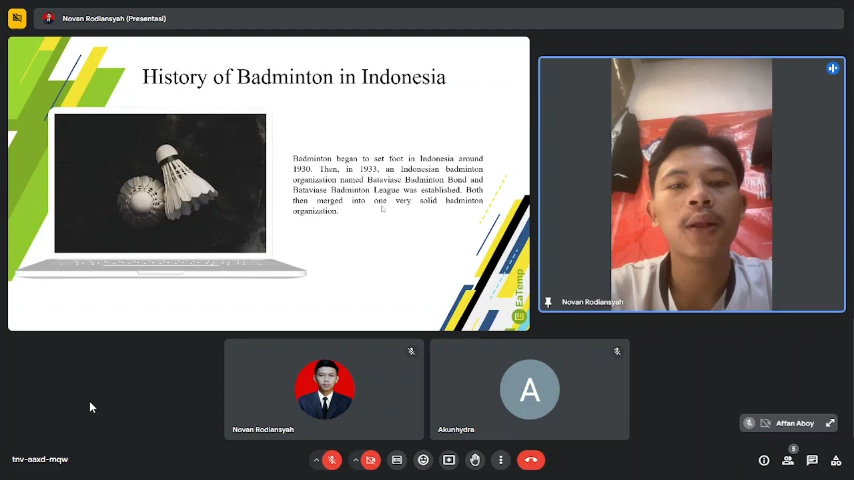 Novan Rodiansyah (Presentasi)
History of Badminton in Indonesia
Badminton began to set foot in Indonesia around
1930. Then, in 1933, an Indonesian badminton
organization named Bataviase Badminton Bond and
Bataviase Badminton League was established. Both
then merged into one very solid badminton
organization.
EaTemp
Novan Rodiansyah
Novan Rodiansyah
A
Akunhydra
Affan Aboy
tnv-aaxd-mqw
5